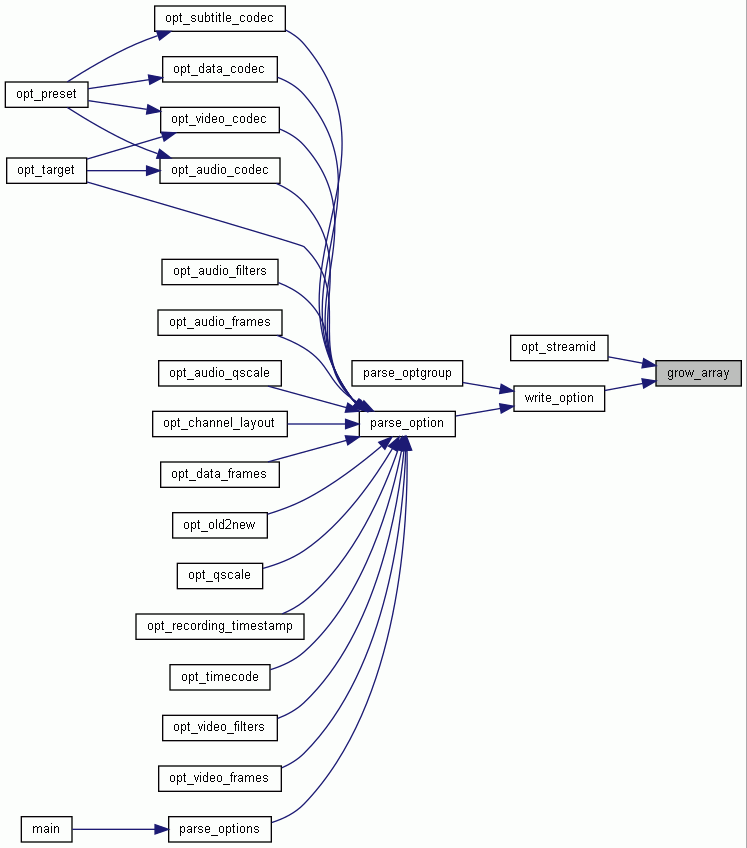 opt_subtitle_codec
opt_data_codec
opt_preset
opt_video_codec
opt_target
opt_audio_codec
opt_audio_filters
opt_audio_frames
opt_streamid
parse_optgroup
opt_audio_qscale
grow_array
write_option
opt_channel_layout
parse_option
opt_data_frames
opt_old2new
opt_qscale
opt_recording_timestamp
opt_timecode
opt_video_filters
opt_video_frames
main
parse_options